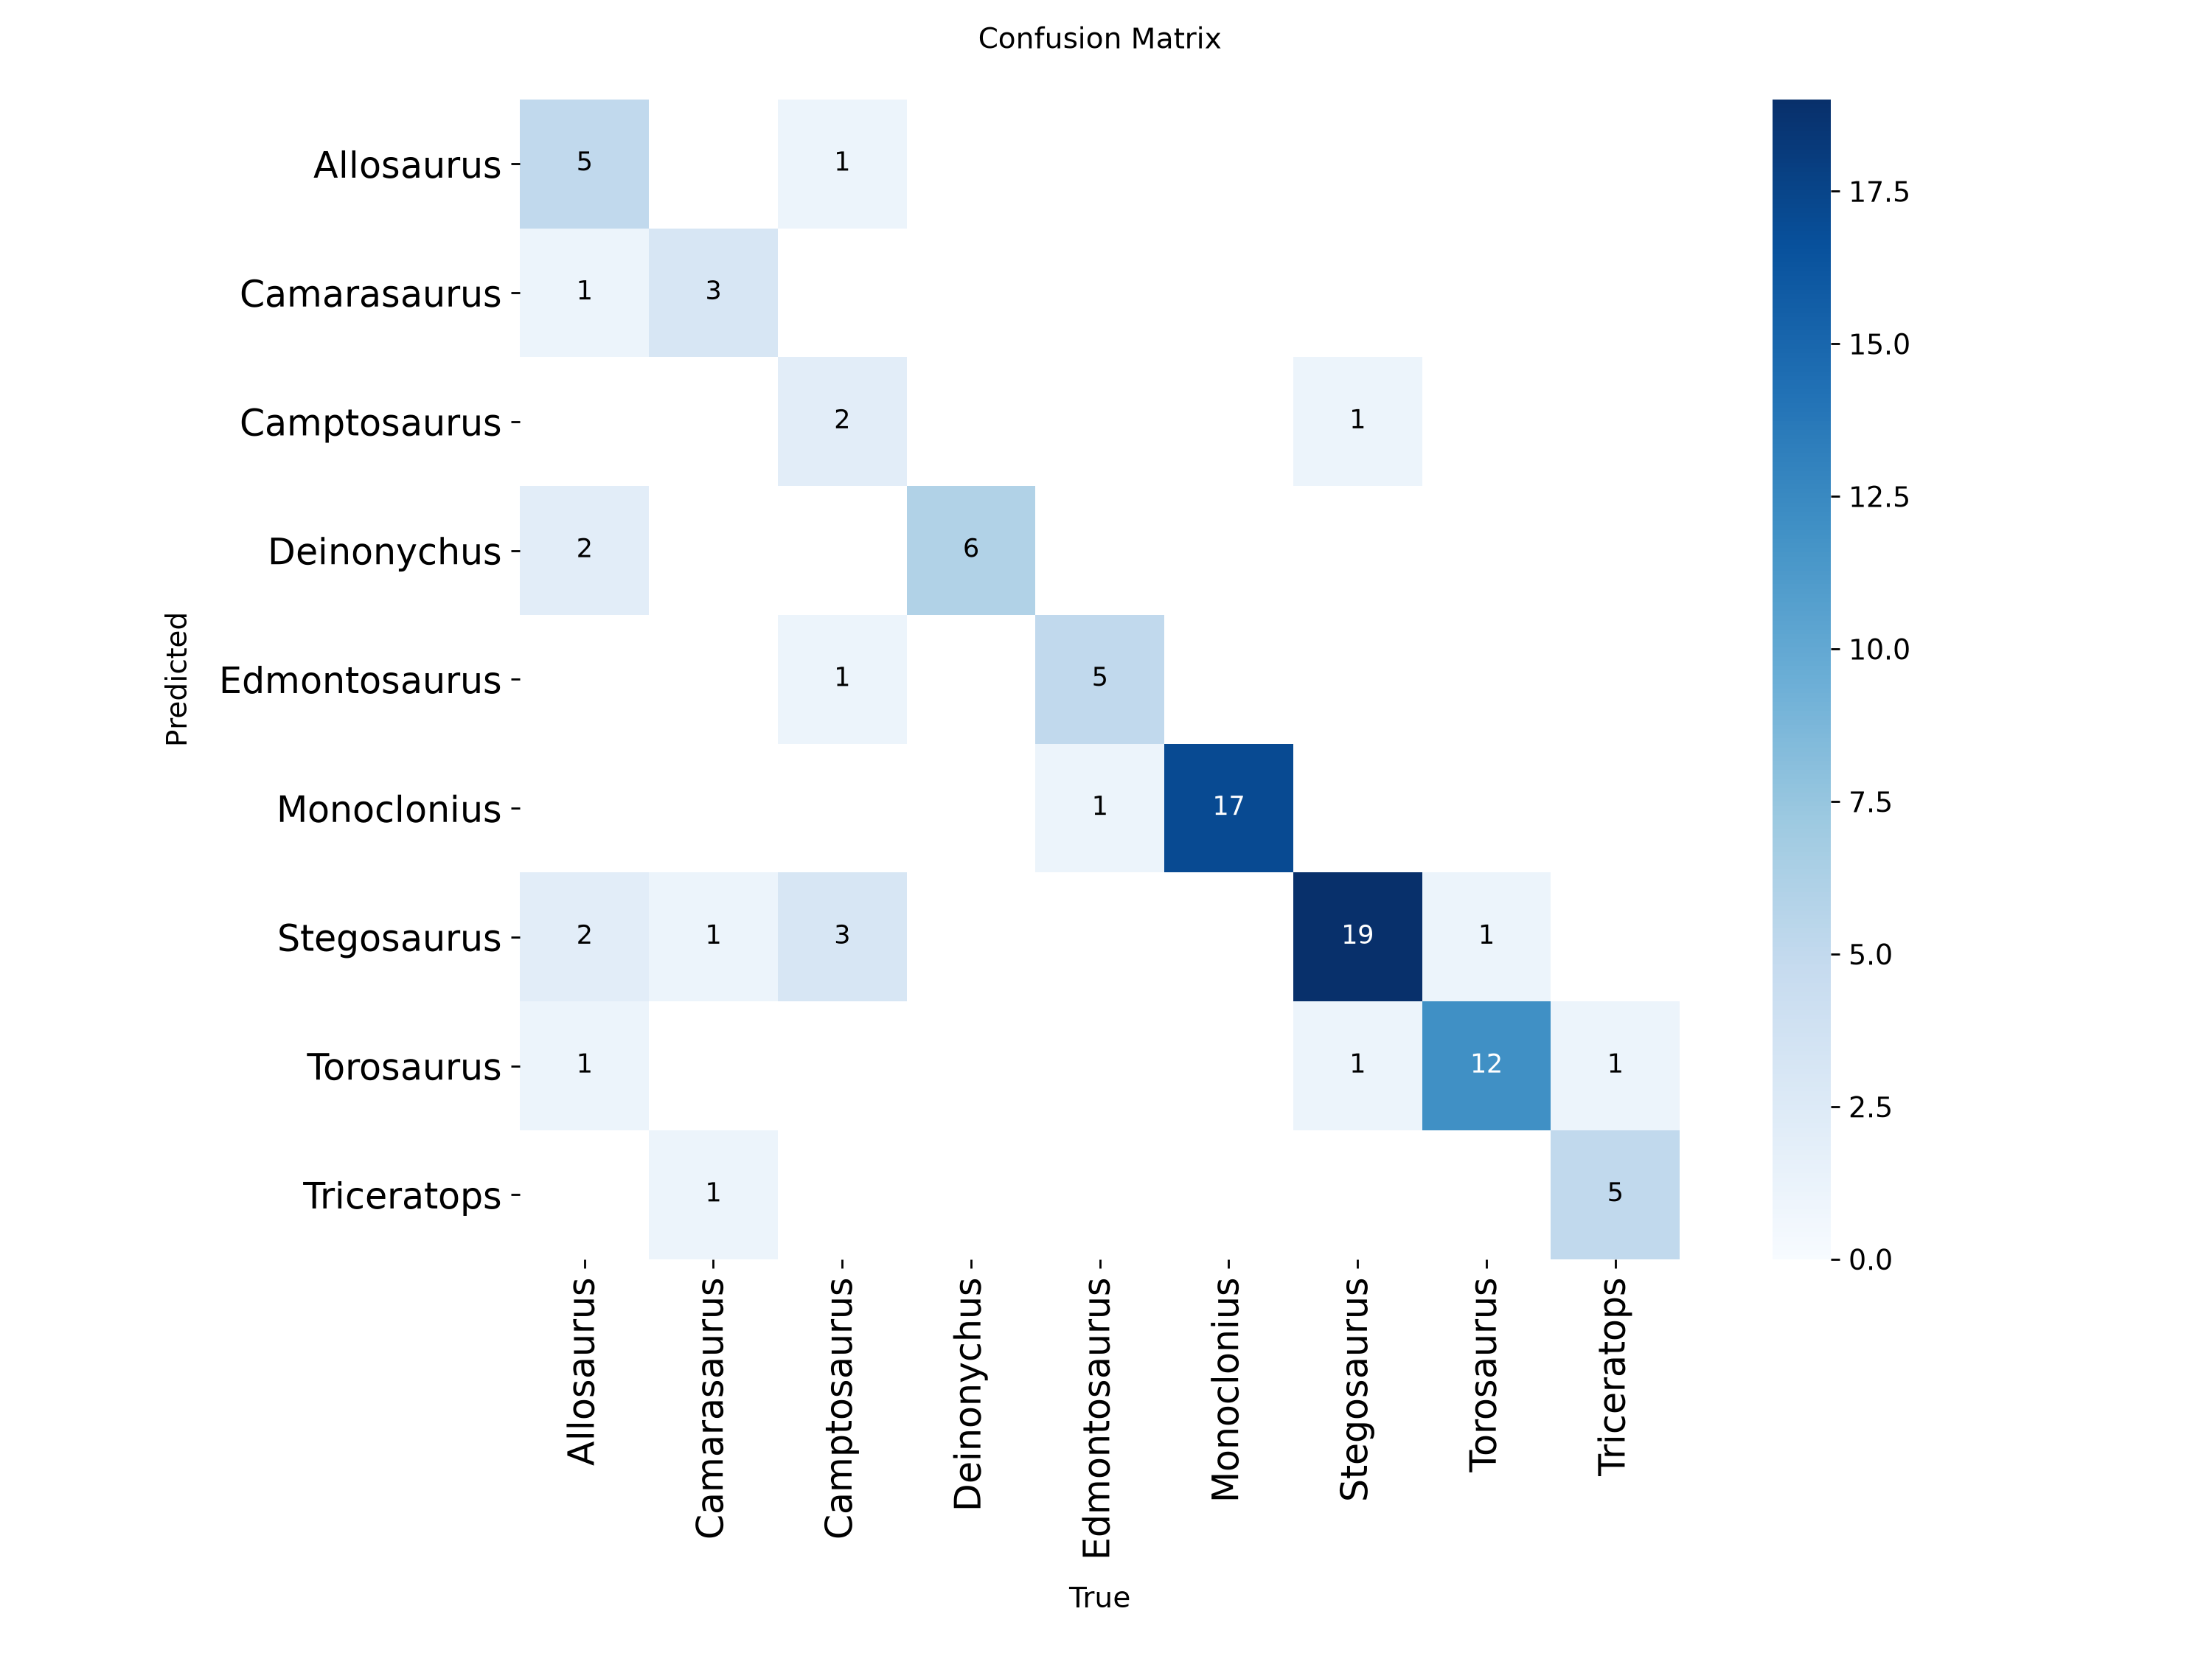 Confusion Matrix
Predicted
Allosaurus 5 1
Camarasaurus 1 3
Camptosaurus 2 1
Deinonychus 2 6
Edmontosaurus 1 5
Monoclonius 1 17
Stegosaurus 2 1 3 19 1
Torosaurus 1 1 12 1
Triceratops 1 5
Allosaurus
Camarasaurus
Camptosaurus
Deinonychus
Edmontosaurus
Monoclonius
Stegosaurus
Torosaurus
Triceratops
True
17.5
15.0
12.5
10.0
7.5
5.0
2.5
0.0